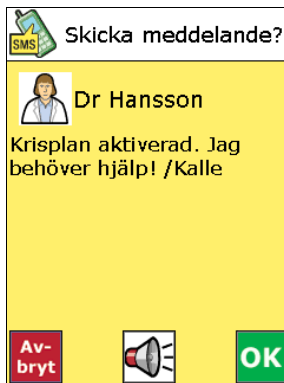 SMS
Skicka meddelande?
Dr Hansson
Krisplan aktiverad. Jag
behöver hjälp! /Kalle
Av-
bryt
OK